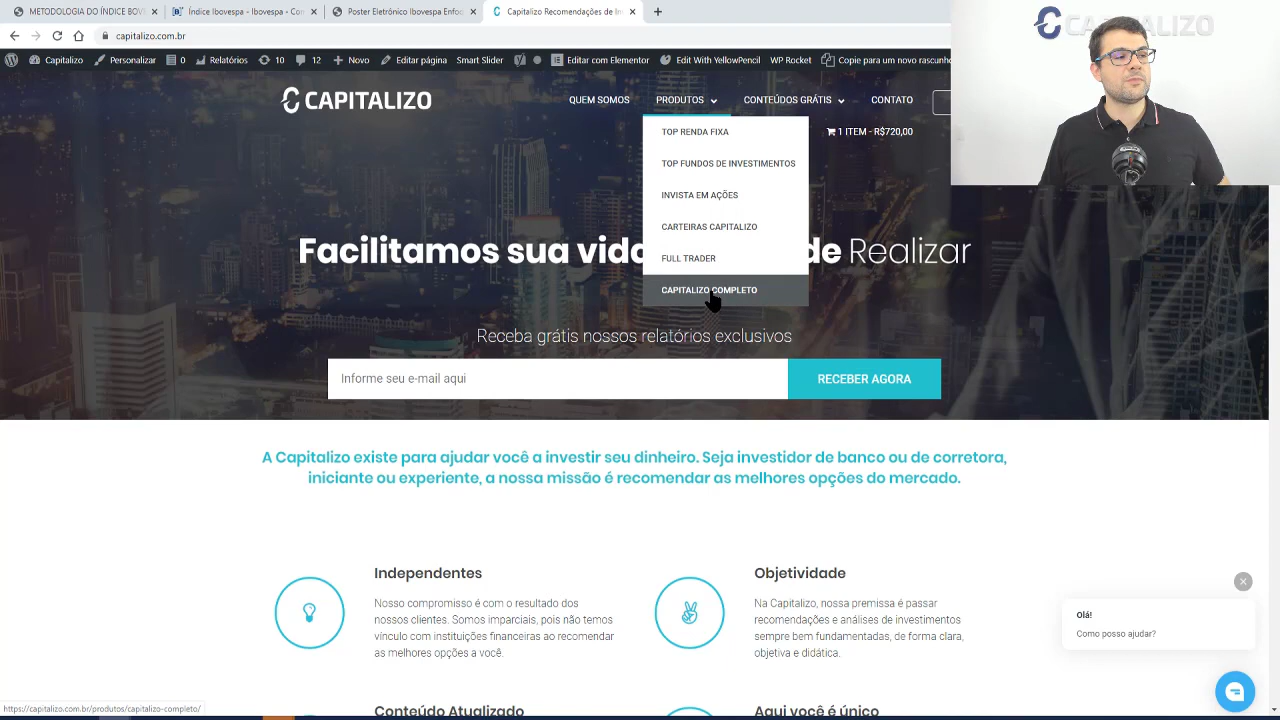 METODOLOGIA DO ÍNDICE BOV
Índice Ibovespa - Ibovespa - Con
Poster Eletrônico Ibovespa Enfoc
Capitalizo Recomendações de In
capitalizo.com.br
Capitalizo
Personalizar
0
Relatórios
10
12
Novo
Editar página
Smart Slider
Editar com Elementor
Edit With YellowPencil
WP Rocket
Copie para um novo rascunho
CAPITALIZO
CAPITALIZO
QUEM SOMOS
PRODUTOS
CONTEÚDOS GRÁTIS
CONTATO
1 ITEM - R$720,00
TOP RENDA FIXA
TOP FUNDOS DE INVESTIMENTOS
INVISTA EM AÇÕES
CARTEIRAS CAPITALIZO
FULL TRADER
CAPITALIZO COMPLETO
Facilitamos sua vida de Realizar
Receba grátis nossos relatórios exclusivos
Informe seu e-mail aqui
RECEBER AGORA
A Capitalizo existe para ajudar você a investir seu dinheiro. Seja investidor de banco ou de corretora,
iniciante ou experiente, a nossa missão é recomendar as melhores opções do mercado.
Independentes
Nosso compromisso é com o resultado dos
nossos clientes. Somos imparciais, pois não temos
vínculo com instituições financeiras ao recomendar
as melhores opções a você.
Objetividade
Na Capitalizo, nossa premissa é passar
recomendações e análises de investimentos
sempre bem fundamentadas, de forma clara,
objetiva e didática.
Olá!
Como posso ajudar?
Conteúdo Atualizado
Aqui você é único
https://capitalizo.com.br/produtos/capitalizo-completo/